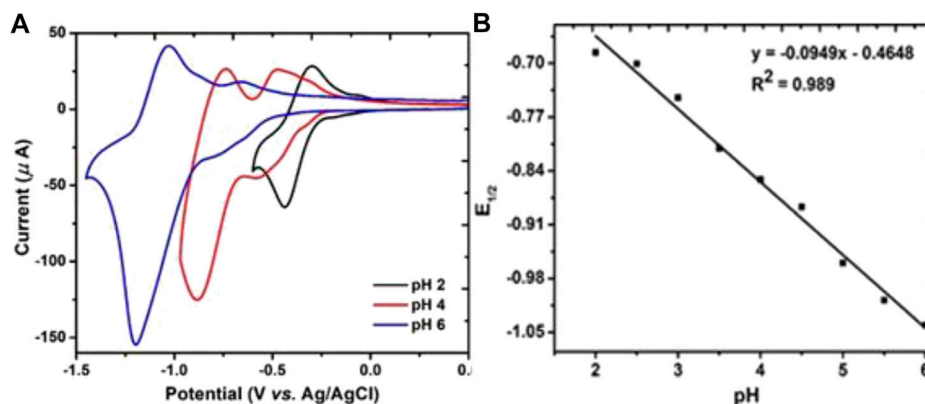 A
B
50
0
-50
-100
-150
Current (μ A)
-1.5
-1.0
-0.5
0.0
0.
Potential (V vs. Ag/AgCl)
pH 2
pH 4
pH 6
y = -0.0949x - 0.4648
R² = 0.989
-0.70
-0.77
-0.84
-0.91
-0.98
-1.05
E1/2
2
3
4
5
6
pH